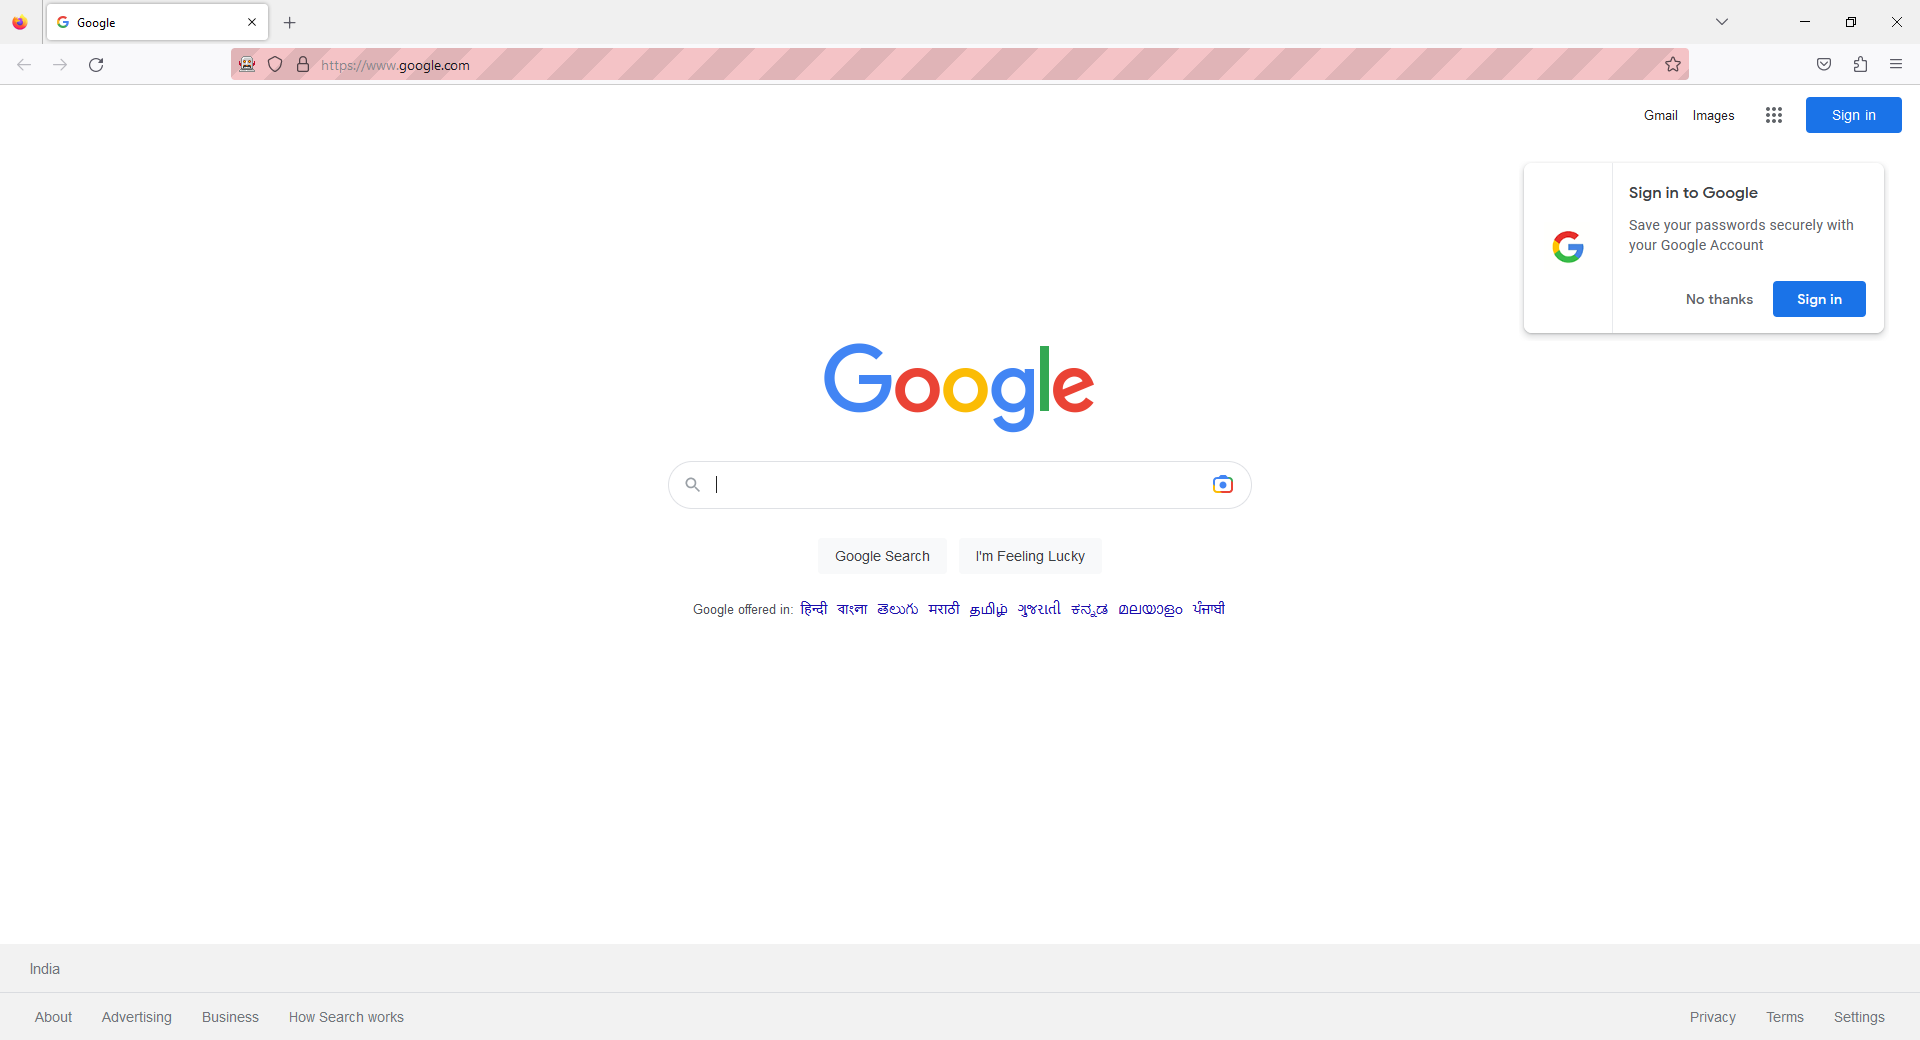 Google
https://www.google.com
Gmail Images Sign in
Sign in to Google
Save your passwords securely with
your Google Account
No thanks Sign in
Google
Google Search I'm Feeling Lucky
Google offered in: हिन्दी বাংলা తెలుగు मराठी தமிழ் ગુજરાતી ಕನ್ನಡ മലയാളം ਪੰਜਾਬੀ
India
About Advertising Business How Search works Privacy Terms Settings